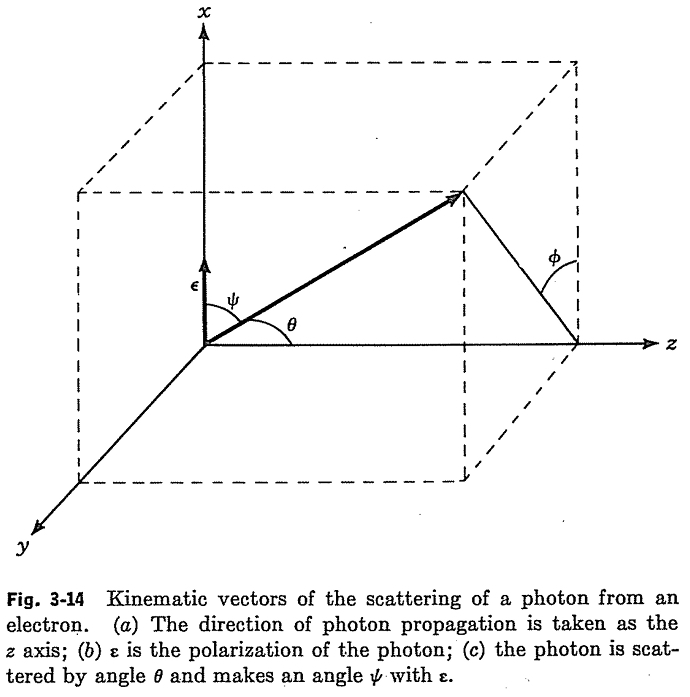 x
ϵ
ψ
θ
ϕ
z
y
Fig. 3-14 Kinematic vectors of the scattering of a photon from an
electron. (a) The direction of photon propagation is taken as the
z axis; (b) ε is the polarization of the photon; (c) the photon is scat-
tered by angle θ and makes an angle ψ with ε.